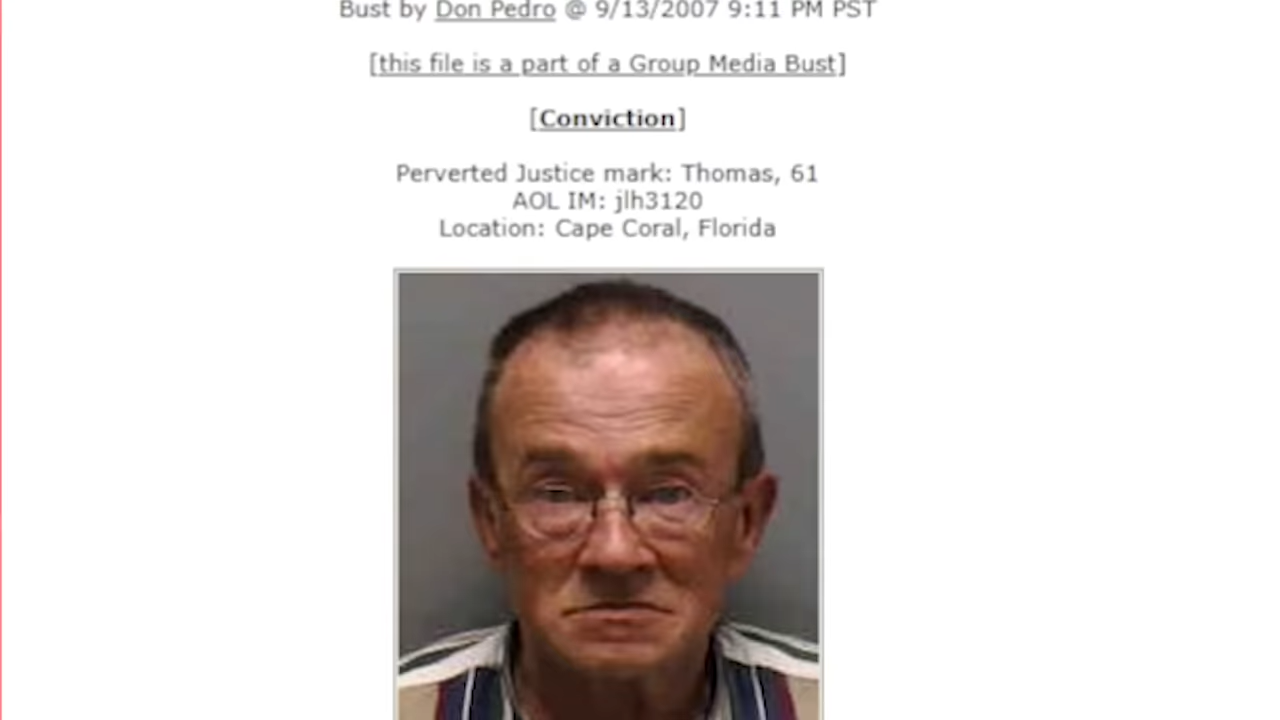 Bust by Don Pedro @ 9/13/2007 9:11 PM PST
[this file is a part of a Group Media Bust]
[Conviction]
Perverted Justice mark: Thomas, 61
AOL IM: jlh3120
Location: Cape Coral, Florida